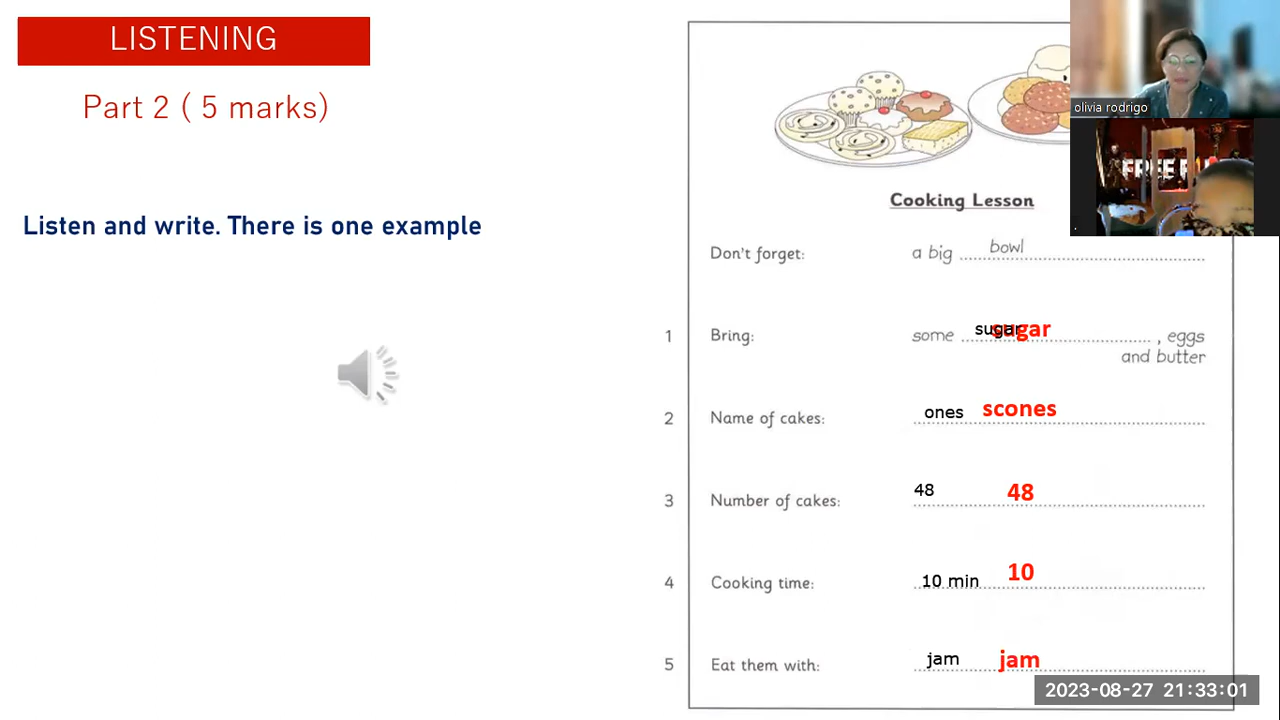 LISTENING
Part 2 ( 5 marks)
Listen and write. There is one example
olivia rodrigo
Cooking Lesson
Don't forget: a big bowl
1 Bring: some sugar sugar , eggs
and butter
2 Name of cakes: ones scones
3 Number of cakes: 48 48
4 Cooking time: 10 min 10
5 Eat them with: jam jam
2023-08-27 21:33:01